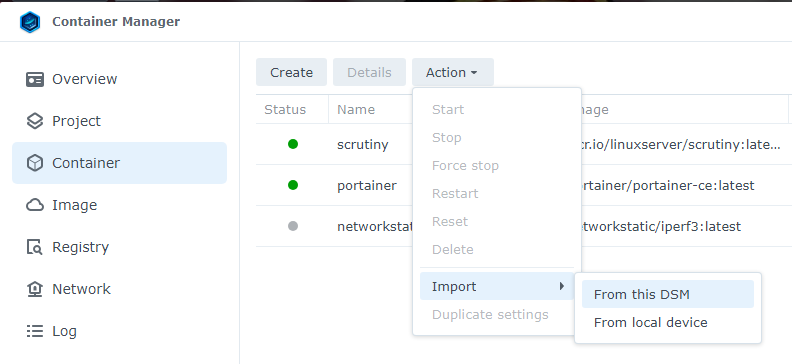 Container Manager
Overview
Project
Container
Image
Registry
Network
Log
Create Details Action
Status Name mage
scrutiny cr.io/linuxserver/scrutiny:late...
portainer rtainer/portainer-ce:latest
networkstat etworkstatic/iperf3:latest
Start
Stop
Force stop
Restart
Reset
Delete
Import
Duplicate settings
From this DSM
From local device